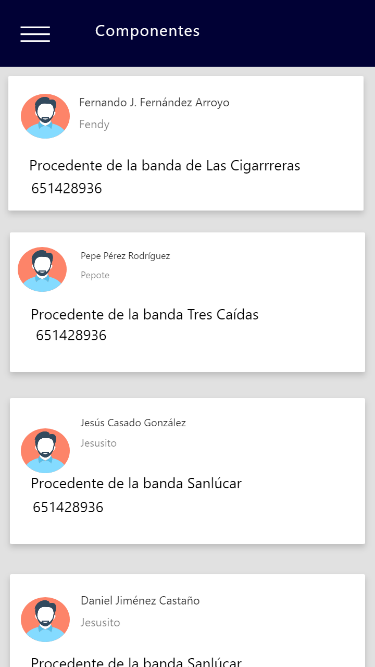 Componentes
Fernando J. Fernández Arroyo
Fendy
Procedente de la banda de Las Cigarrreras
651428936
Pepe Pérez Rodríguez
Pepote
Procedente de la banda Tres Caídas
651428936
Jesús Casado González
Jesusito
Procedente de la banda Sanlúcar
651428936
Daniel Jiménez Castaño
Jesusito
Procedente de la banda Sanlúcar